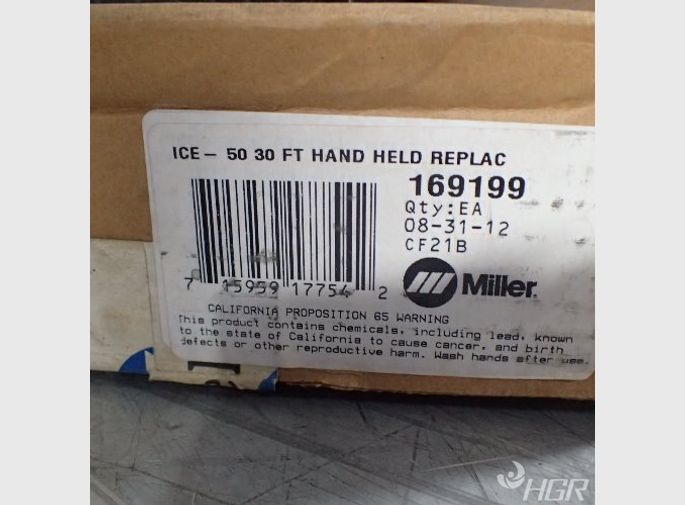 ICE- 50 30 FT HAND HELD REPLAC
169199
Qty:EA
08-31-12
CF21B
7 15959 17754 2
Miller
CALIFORNIA PROPOSITION 65 WARNING
This product contains chemicals, including lead, known
to the state of California to cause cancer, and birth
defects or other reproductive harm. Wash hands after use.
HGR